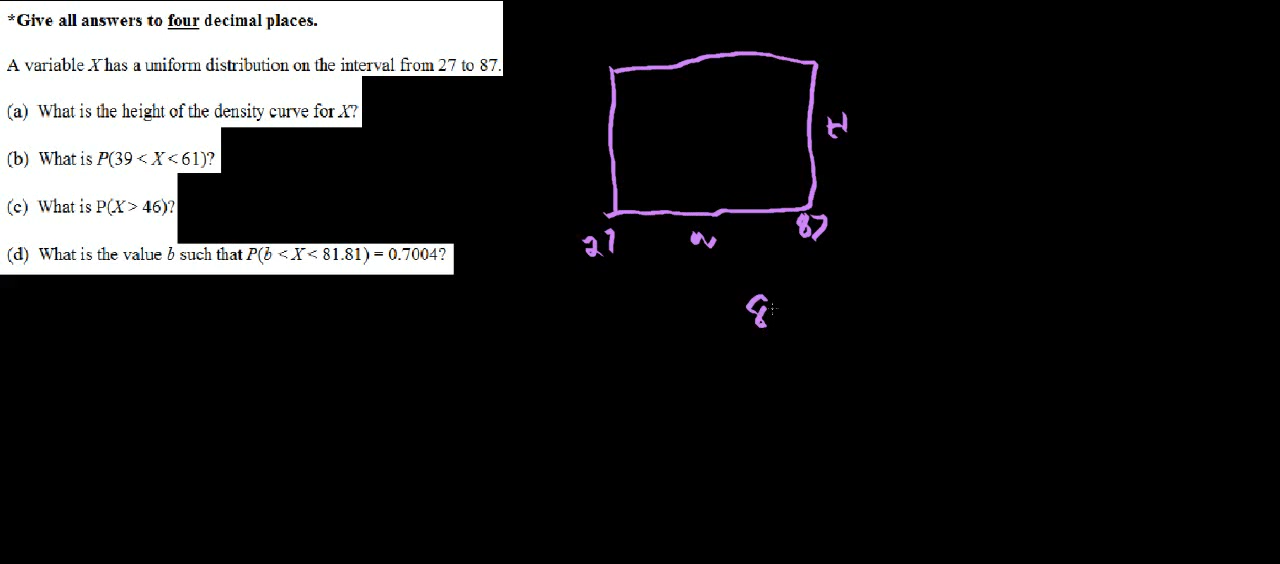 *Give all answers to four decimal places.
A variable X has a uniform distribution on the interval from 27 to 87.
(a) What is the height of the density curve for X?
(b) What is P(39 < X < 61)?
(c) What is P(X > 46)?
(d) What is the value b such that P(b < X < 81.81) = 0.7004?
27
87
8